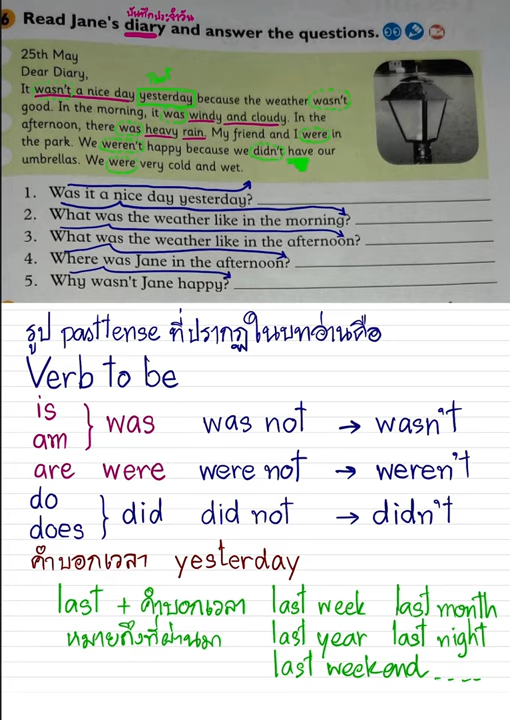 บันทึกประจำวัน
6 Read Jane's diary and answer the questions.
25th May
Dear Diary,
It wasn't a nice day yesterday because the weather wasn't
good. In the morning, it was windy and cloudy. In the
afternoon, there was heavy rain. My friend and I were in
the park. We weren't happy because we didn't have our
umbrellas. We were very cold and wet.
1. Was it a nice day yesterday?
2. What was the weather like in the morning?
3. What was the weather like in the afternoon?
4. Where was Jane in the afternoon?
5. Why wasn't Jane happy?
รูป past tense ที่ปรากฏในบทอ่านคือ
Verb to be
is
am } was was not → wasn't
are were were not → weren't
do
does } did did not → didn't
คำบอกเวลา yesterday
last + คำบอกเวลา last week last month
หมายถึงที่ผ่านมา last year last night
last weekend....